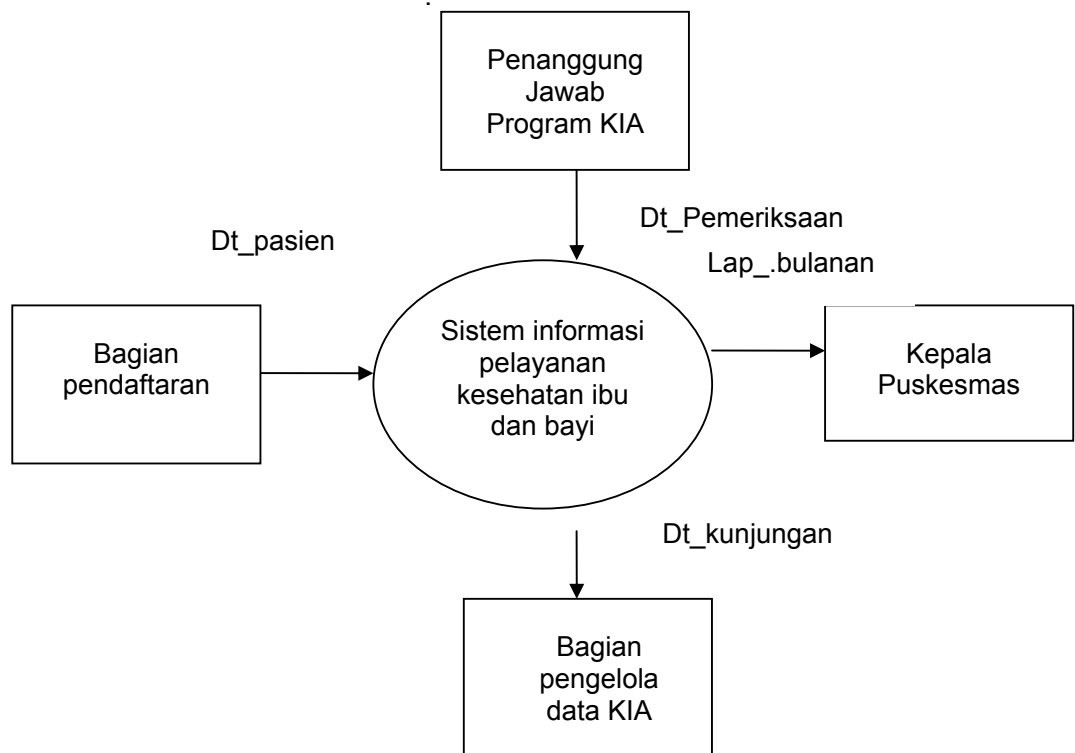 .
Penanggung
Jawab
Program KIA
Dt_Pemeriksaan
Dt_pasien
Lap_.bulanan
Bagian
pendaftaran
Sistem informasi
pelayanan
kesehatan ibu
dan bayi
Kepala
Puskesmas
Dt_kunjungan
Bagian
pengelola
data KIA